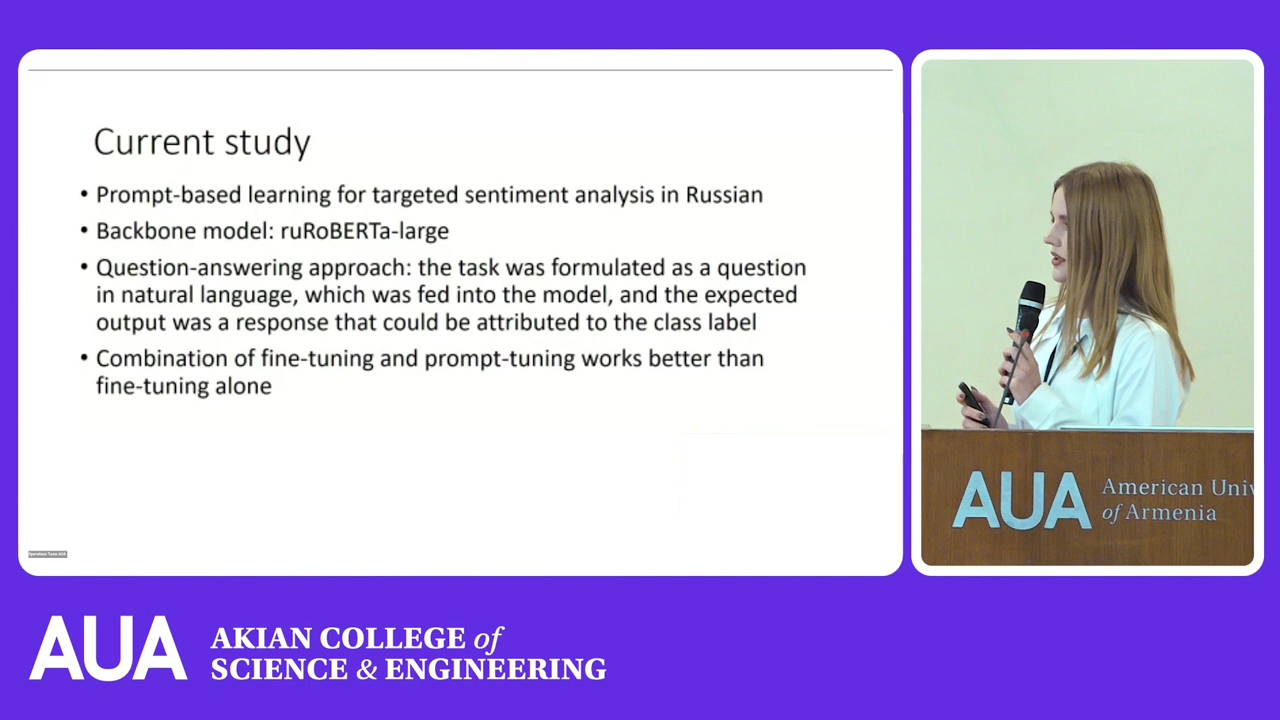 Current study
• Prompt-based learning for targeted sentiment analysis in Russian
• Backbone model: ruRoBERTa-large
• Question-answering approach: the task was formulated as a question
in natural language, which was fed into the model, and the expected
output was a response that could be attributed to the class label
• Combination of fine-tuning and prompt-tuning works better than
fine-tuning alone
Operations Team AUA
AUA American Univ
of Armenia
AUA AKIAN COLLEGE of
SCIENCE & ENGINEERING